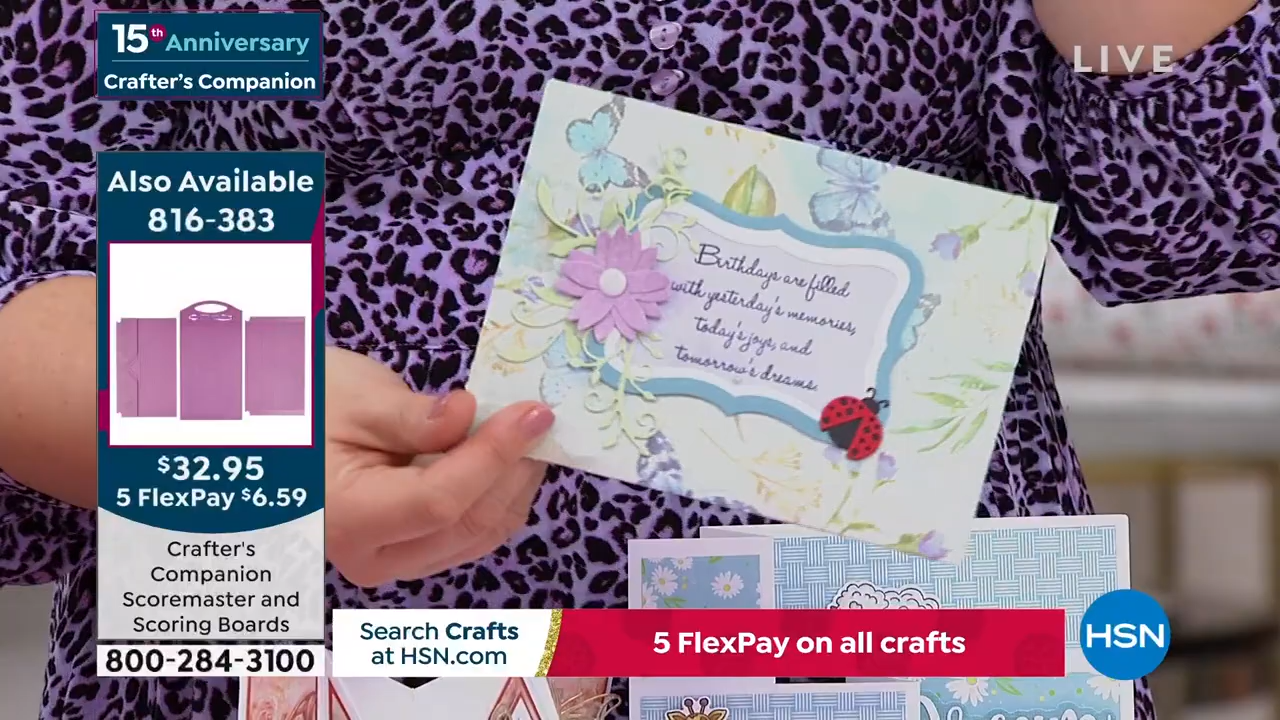 15th Anniversary
Crafter's Companion
LIVE
Also Available
816-383
$32.95
5 FlexPay $6.59
Crafter's
Companion
Scoremaster and
Scoring Boards
800-284-3100
Birthdays are filled
with yesterday's memories,
today's joys, and
tomorrow's dreams.
Search Crafts
at HSN.com
5 FlexPay on all crafts
HSN